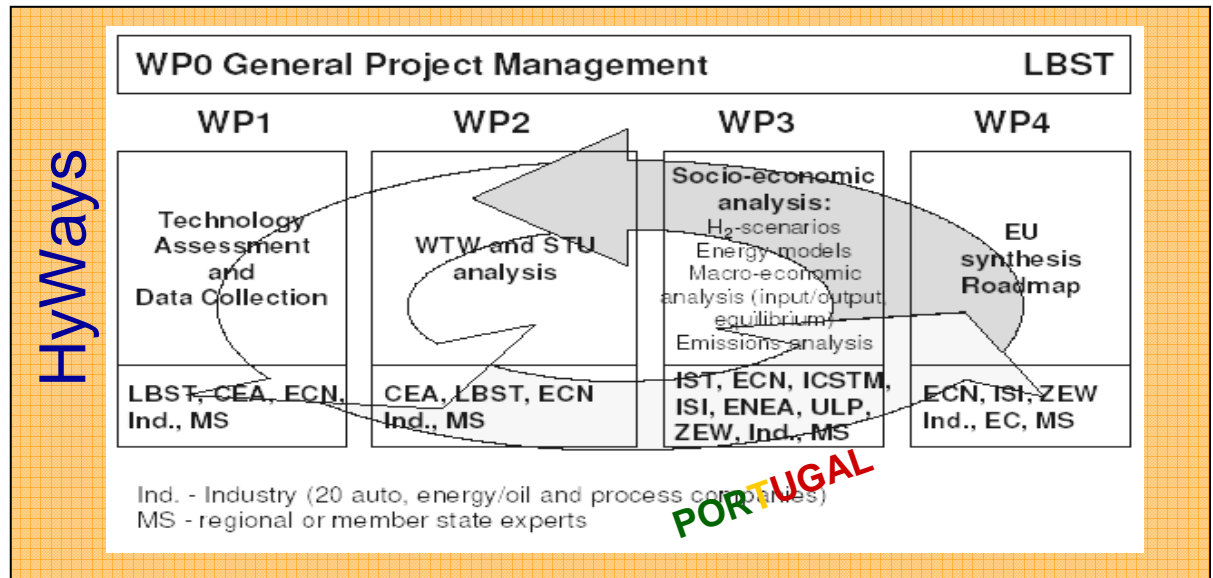 HyWays
WP0 General Project Management LBST
WP1 WP2 WP3 WP4
Technology
Assessment
and
Data Collection
LBST, CEA, ECN,
Ind., MS
WTW and STU
analysis
CEA, LBST, ECN
Ind., MS
Socio-economic
analysis:
H₂-scenarios
Energy models
Macro-economic
analysis (input/output,
equilibrium)
Emissions analysis
IST, ECN, ICSTM,
ISI, ENEA, ULP,
ZEW, Ind., MS
EU
synthesis
Roadmap
ECN, ISI, ZEW
Ind., EC, MS
PORTUGAL
Ind. - Industry (20 auto, energy/oil and process companies)
MS - regional or member state experts